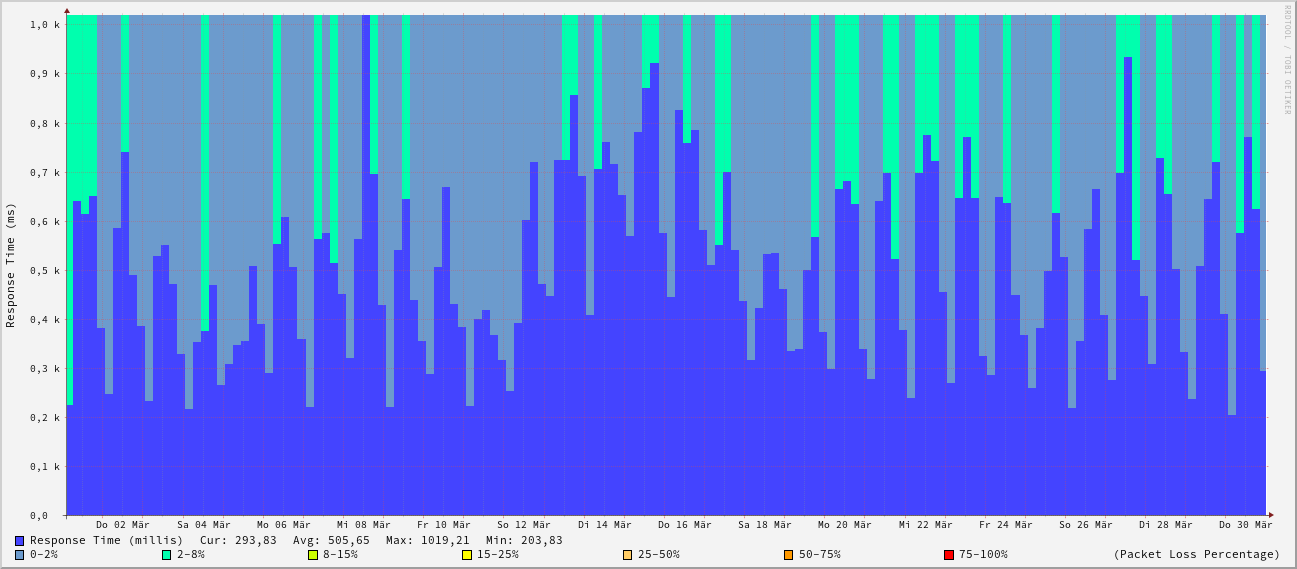 RRDTOOL / TOBI OETIKER
Response Time (ms)
1,0 k
0,9 k
0,8 k
0,7 k
0,6 k
0,5 k
0,4 k
0,3 k
0,2 k
0,1 k
0,0
Do 02 Mär Sa 04 Mär Mo 06 Mär Mi 08 Mär Fr 10 Mär So 12 Mär Di 14 Mär Do 16 Mär Sa 18 Mär Mo 20 Mär Mi 22 Mär Fr 24 Mär So 26 Mär Di 28 Mär Do 30 Mär
Response Time (millis) Cur: 293,83 Avg: 505,65 Max: 1019,21 Min: 203,83
0-2% 2-8% 8-15% 15-25% 25-50% 50-75% 75-100% (Packet Loss Percentage)